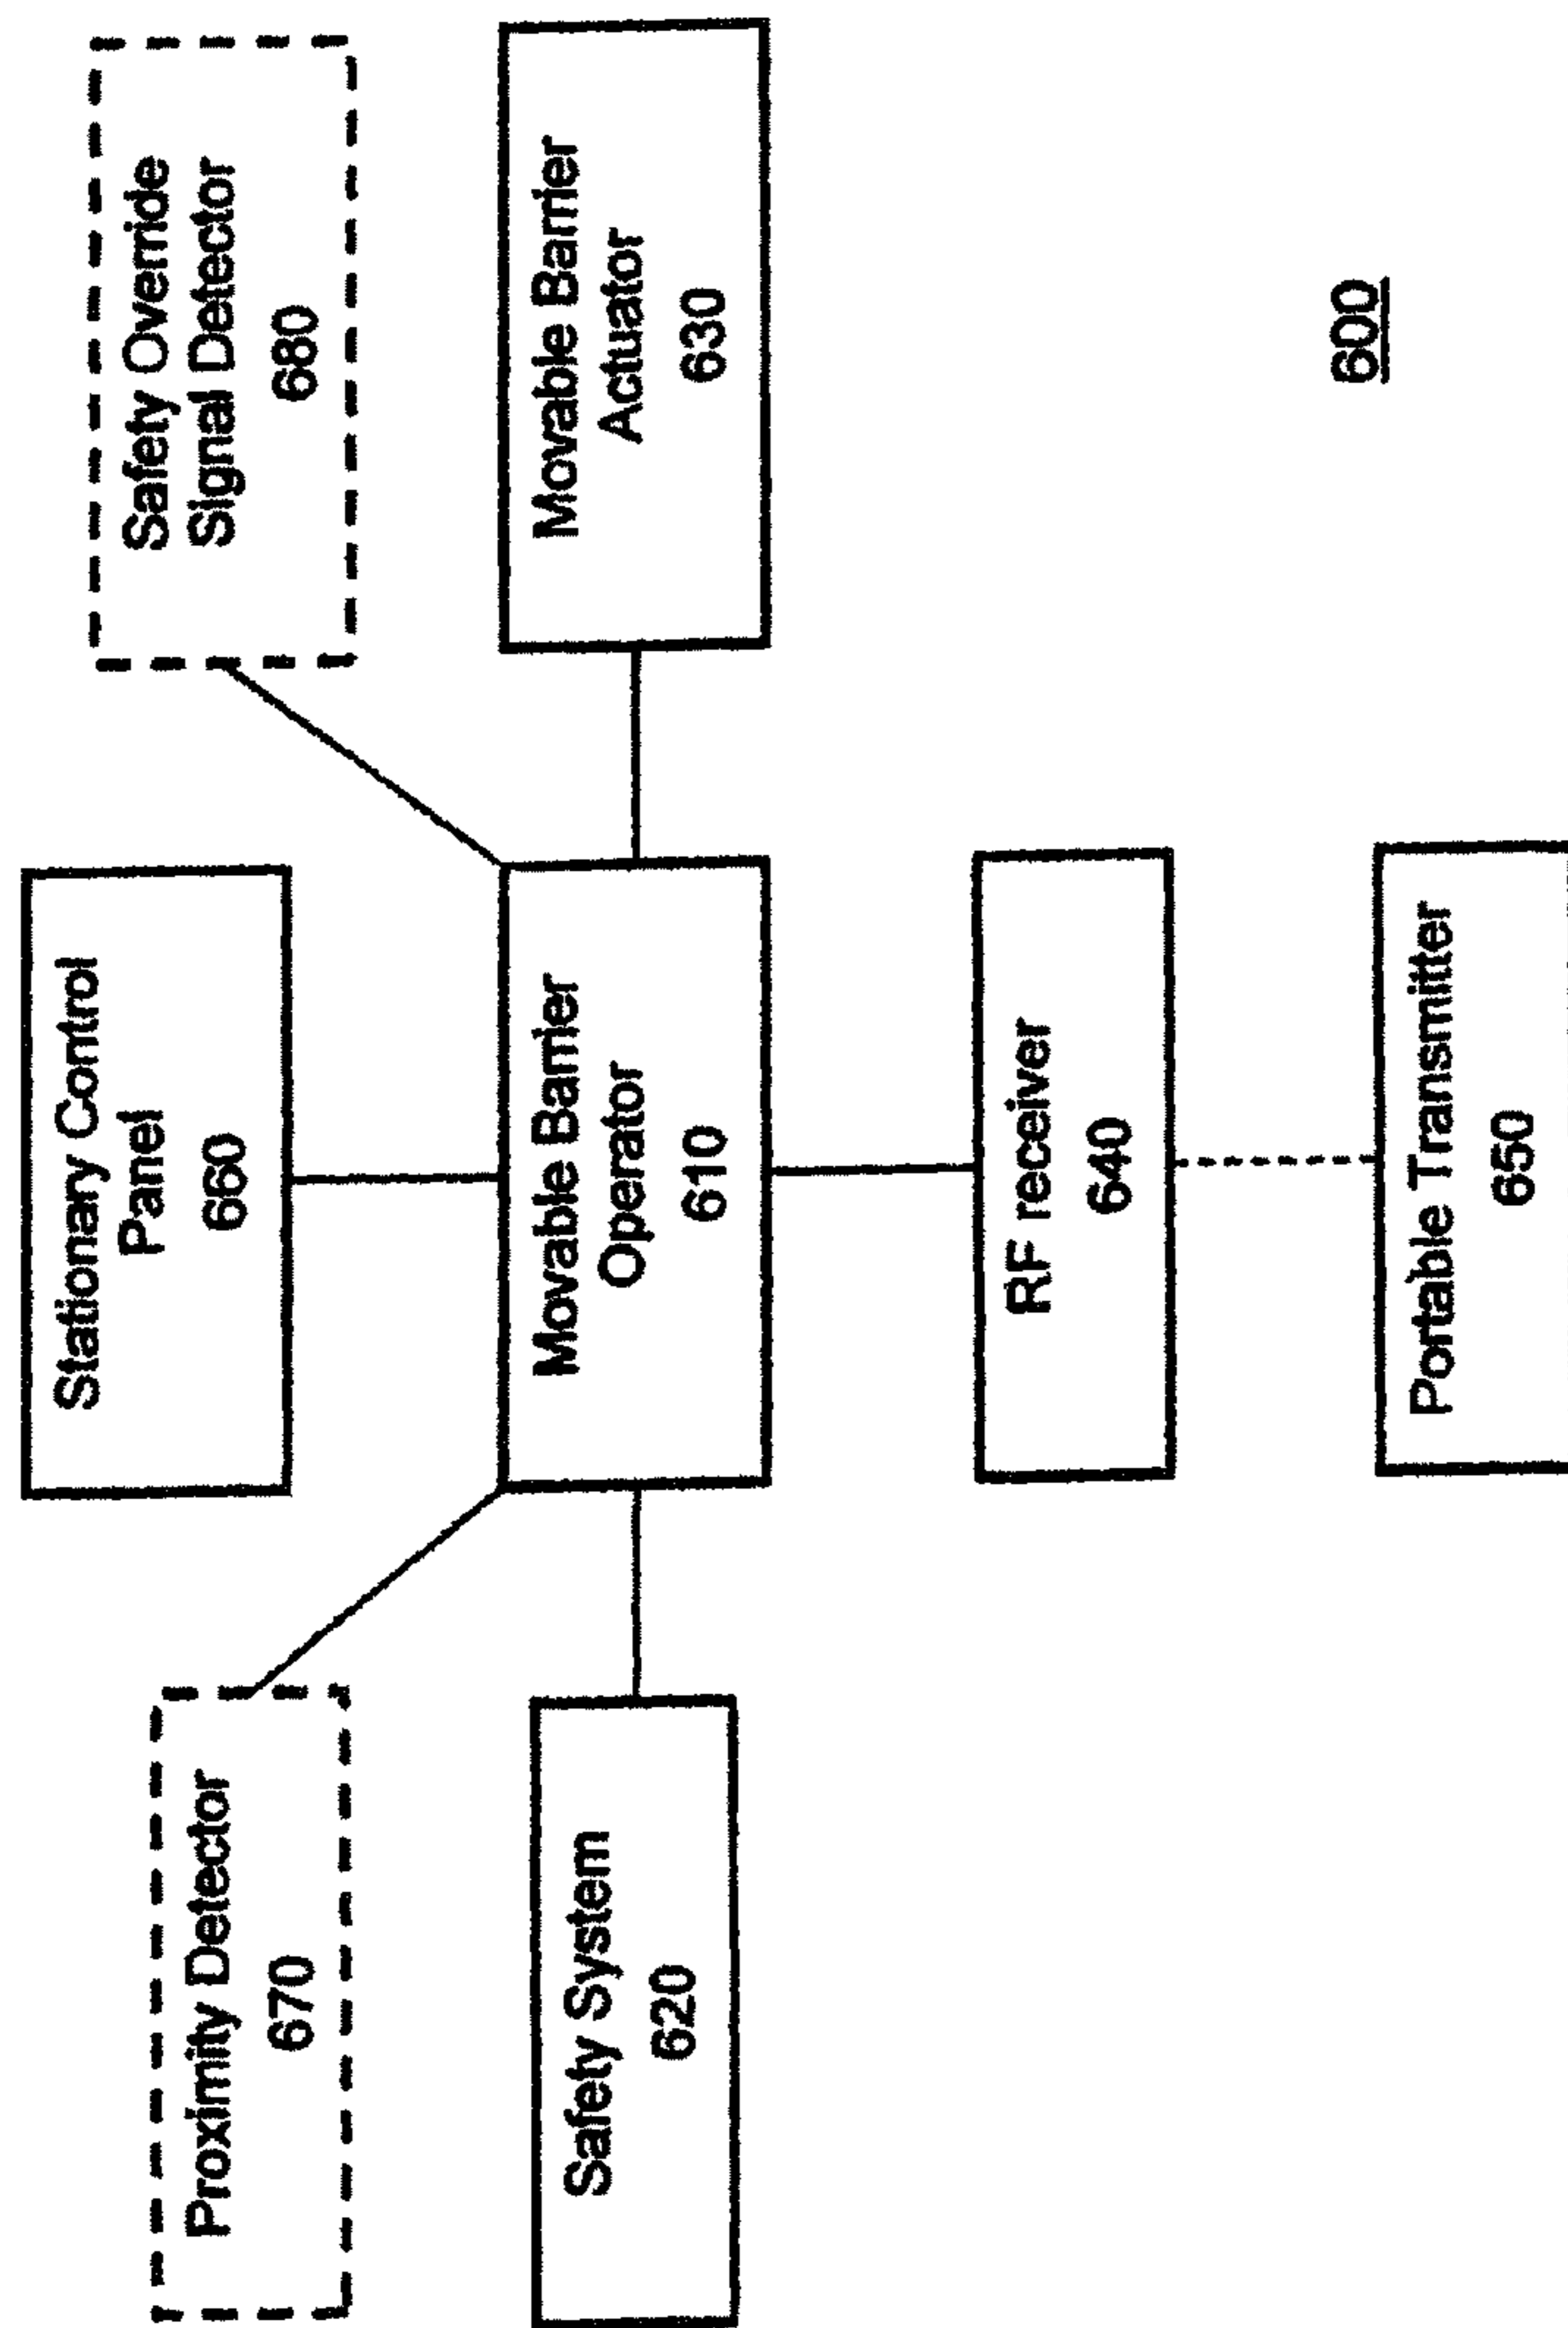 Stationary Control
Panel
660
Proximity Detector
670
Safety Override
Signal Detector
680
Safety System
620
Movable Barrier
Operator
610
Movable Barrier
Actuator
630
RF receiver
640
Portable Transmitter
650
600